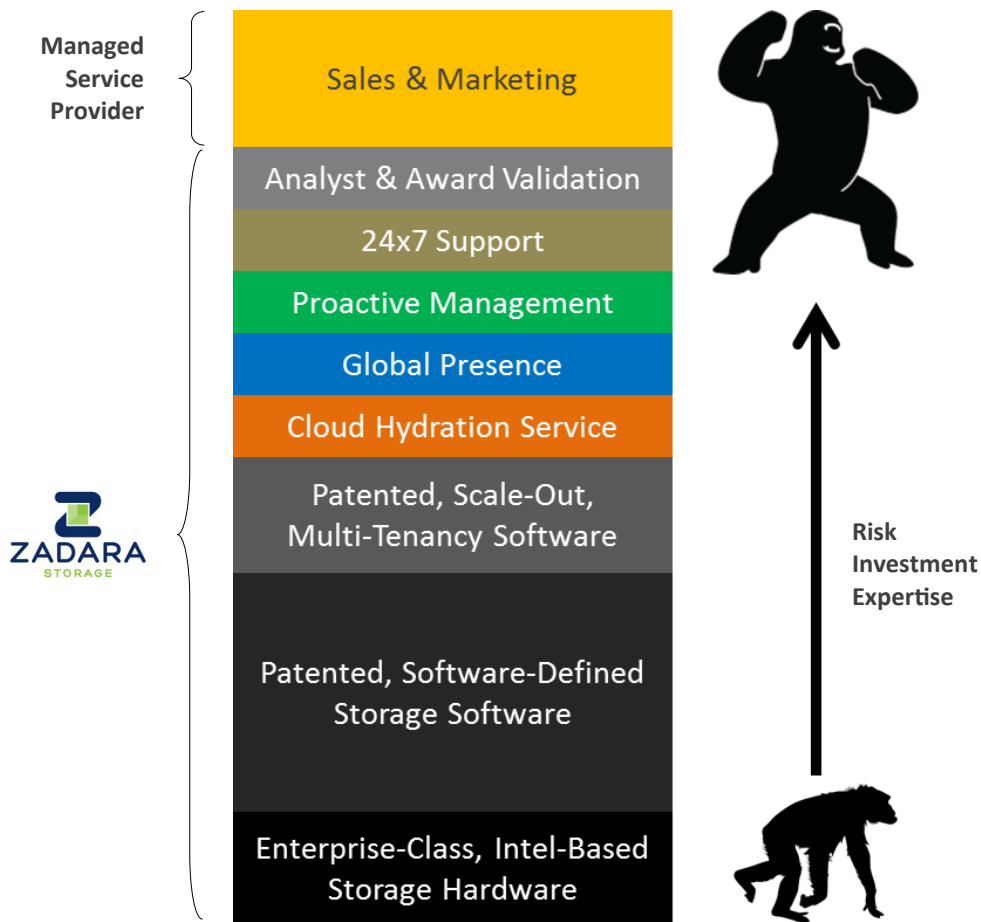 Managed
Service
Provider
Sales & Marketing
Analyst & Award Validation
24x7 Support
Proactive Management
Global Presence
Cloud Hydration Service
Patented, Scale-Out,
Multi-Tenancy Software
ZADARA
STORAGE
Patented, Software-Defined
Storage Software
Enterprise-Class, Intel-Based
Storage Hardware
Risk
Investment
Expertise